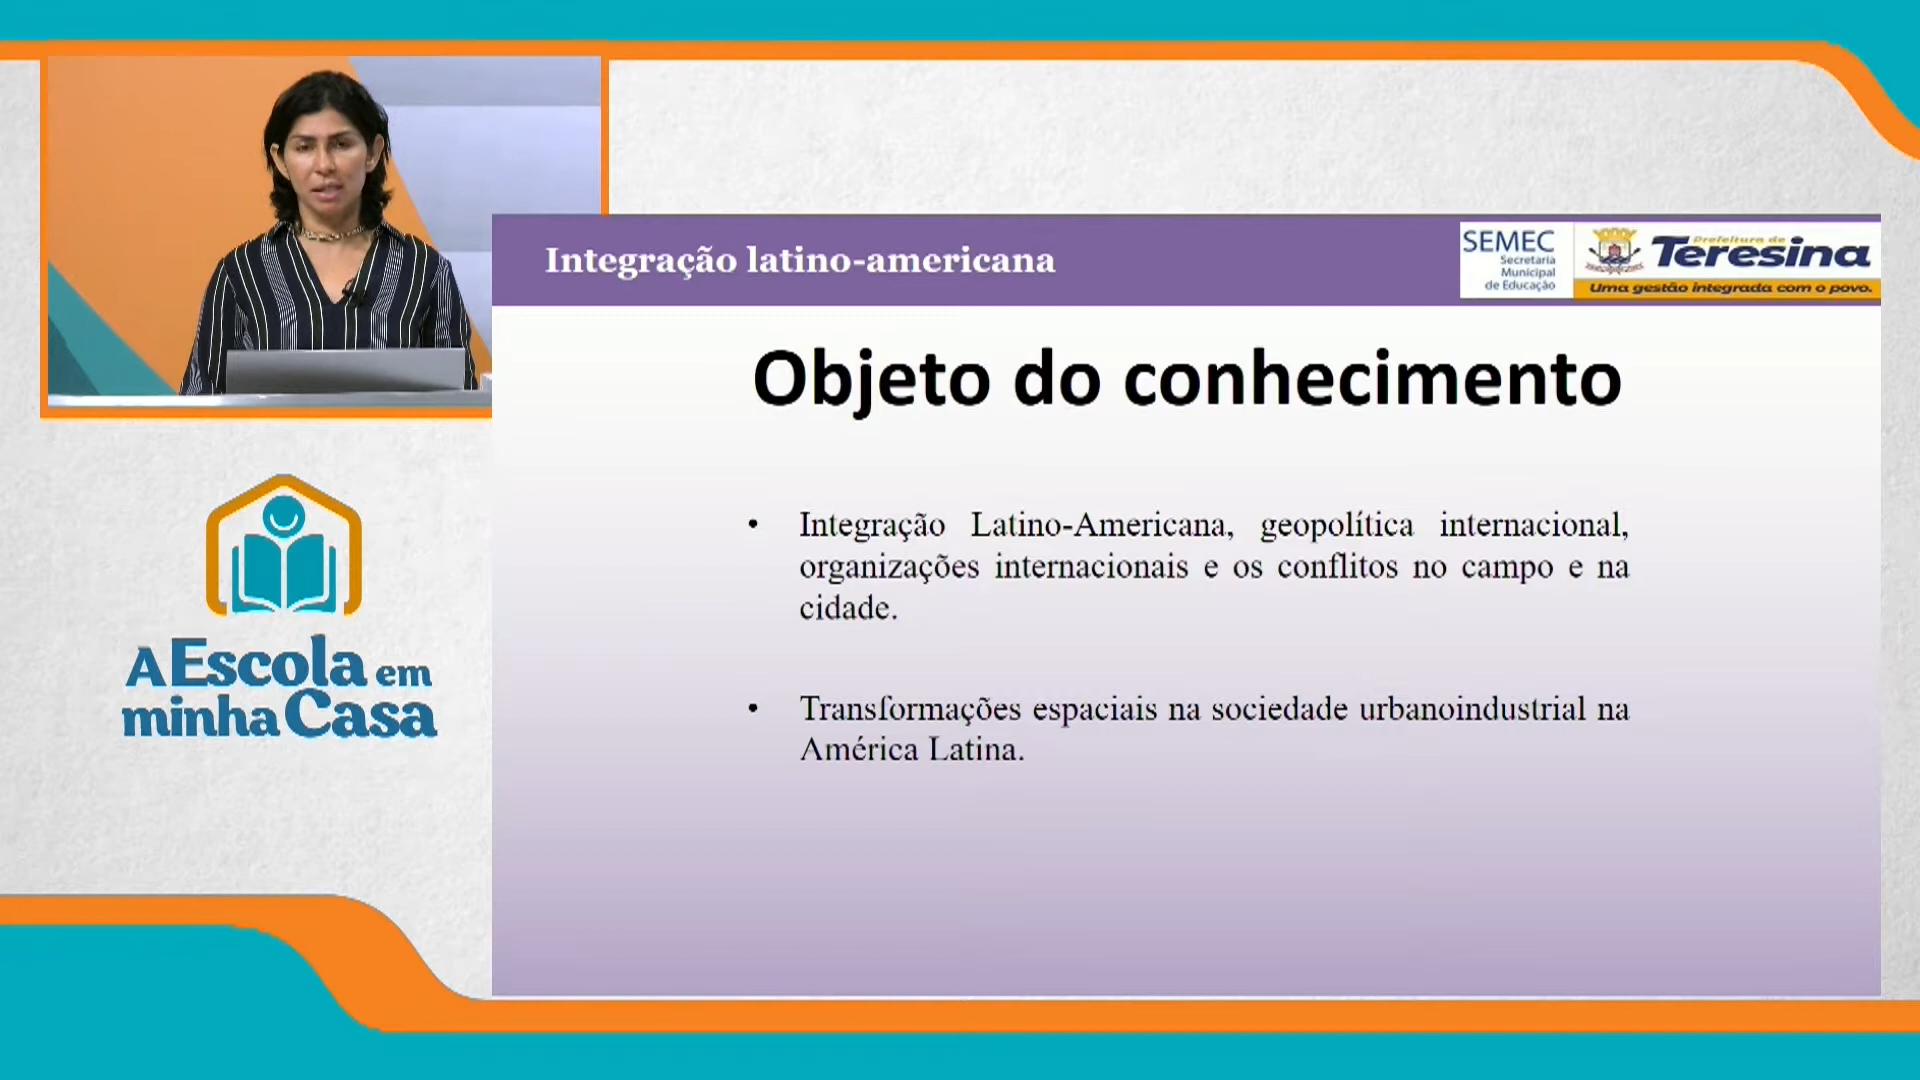 Integração latino-americana
SEMEC
Secretaria
Municipal
de Educação
Prefeitura de
Teresina
Uma gestão integrada com o povo.
Objeto do conhecimento
• Integração Latino-Americana, geopolítica internacional,
organizações internacionais e os conflitos no campo e na
cidade.
• Transformações espaciais na sociedade urbanoindustrial na
América Latina.
A Escola em
minha Casa